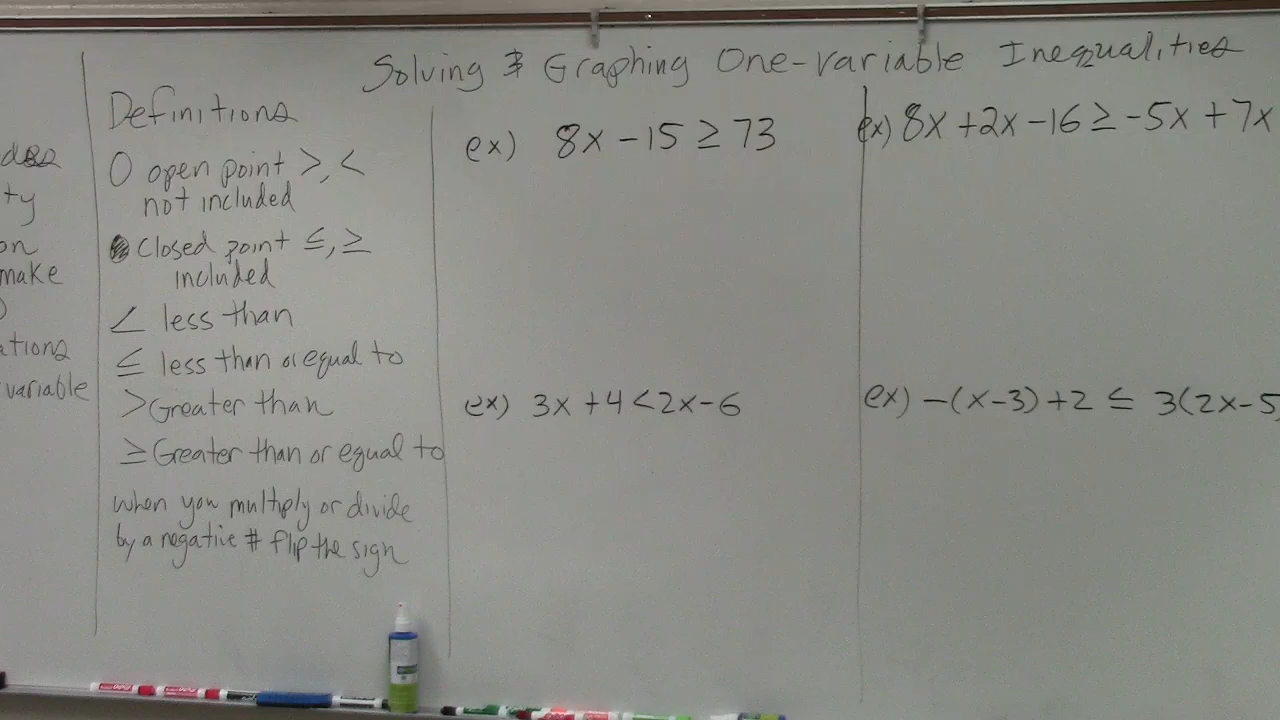 Solving & Graphing One-variable Inequalities
ty
on
make
ations
variable
Definitions
O open point >, <
not included
● Closed point ≤, ≥
included
< less than
≤ less than or equal to
> Greater than
≥ Greater than or equal to
when you multiply or divide
by a negative # flip the sign
ex) 8x - 15 ≥ 73
ex) 3x + 4 < 2x - 6
ex) 8x + 2x - 16 ≥ -5x + 7x
ex) -(x-3) + 2 ≤ 3(2x-5